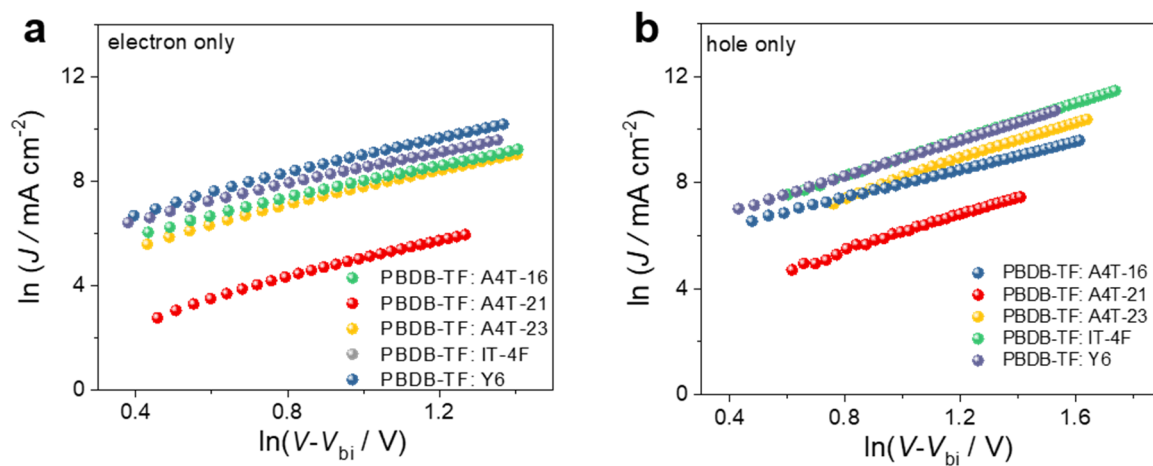 a
electron only
12
8
4
0
ln (J / mA cm⁻²)
PBDB-TF: A4T-16
PBDB-TF: A4T-21
PBDB-TF: A4T-23
PBDB-TF: IT-4F
PBDB-TF: Y6
0.4 0.8 1.2
ln(V-Vbi / V)
b
hole only
12
8
4
0
ln (J / mA cm⁻²)
PBDB-TF: A4T-16
PBDB-TF: A4T-21
PBDB-TF: A4T-23
PBDB-TF: IT-4F
PBDB-TF: Y6
0.4 0.8 1.2 1.6
ln(V-Vbi / V)